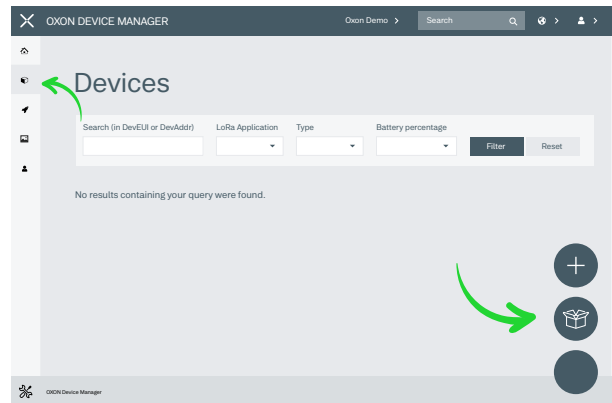 OXON DEVICE MANAGER
Oxon Demo
Search
Devices
Search (in DevEUI or DevAddr)
LoRa Application
Type
Battery percentage
Filter
Reset
No results containing your query were found.
OXON Device Manager